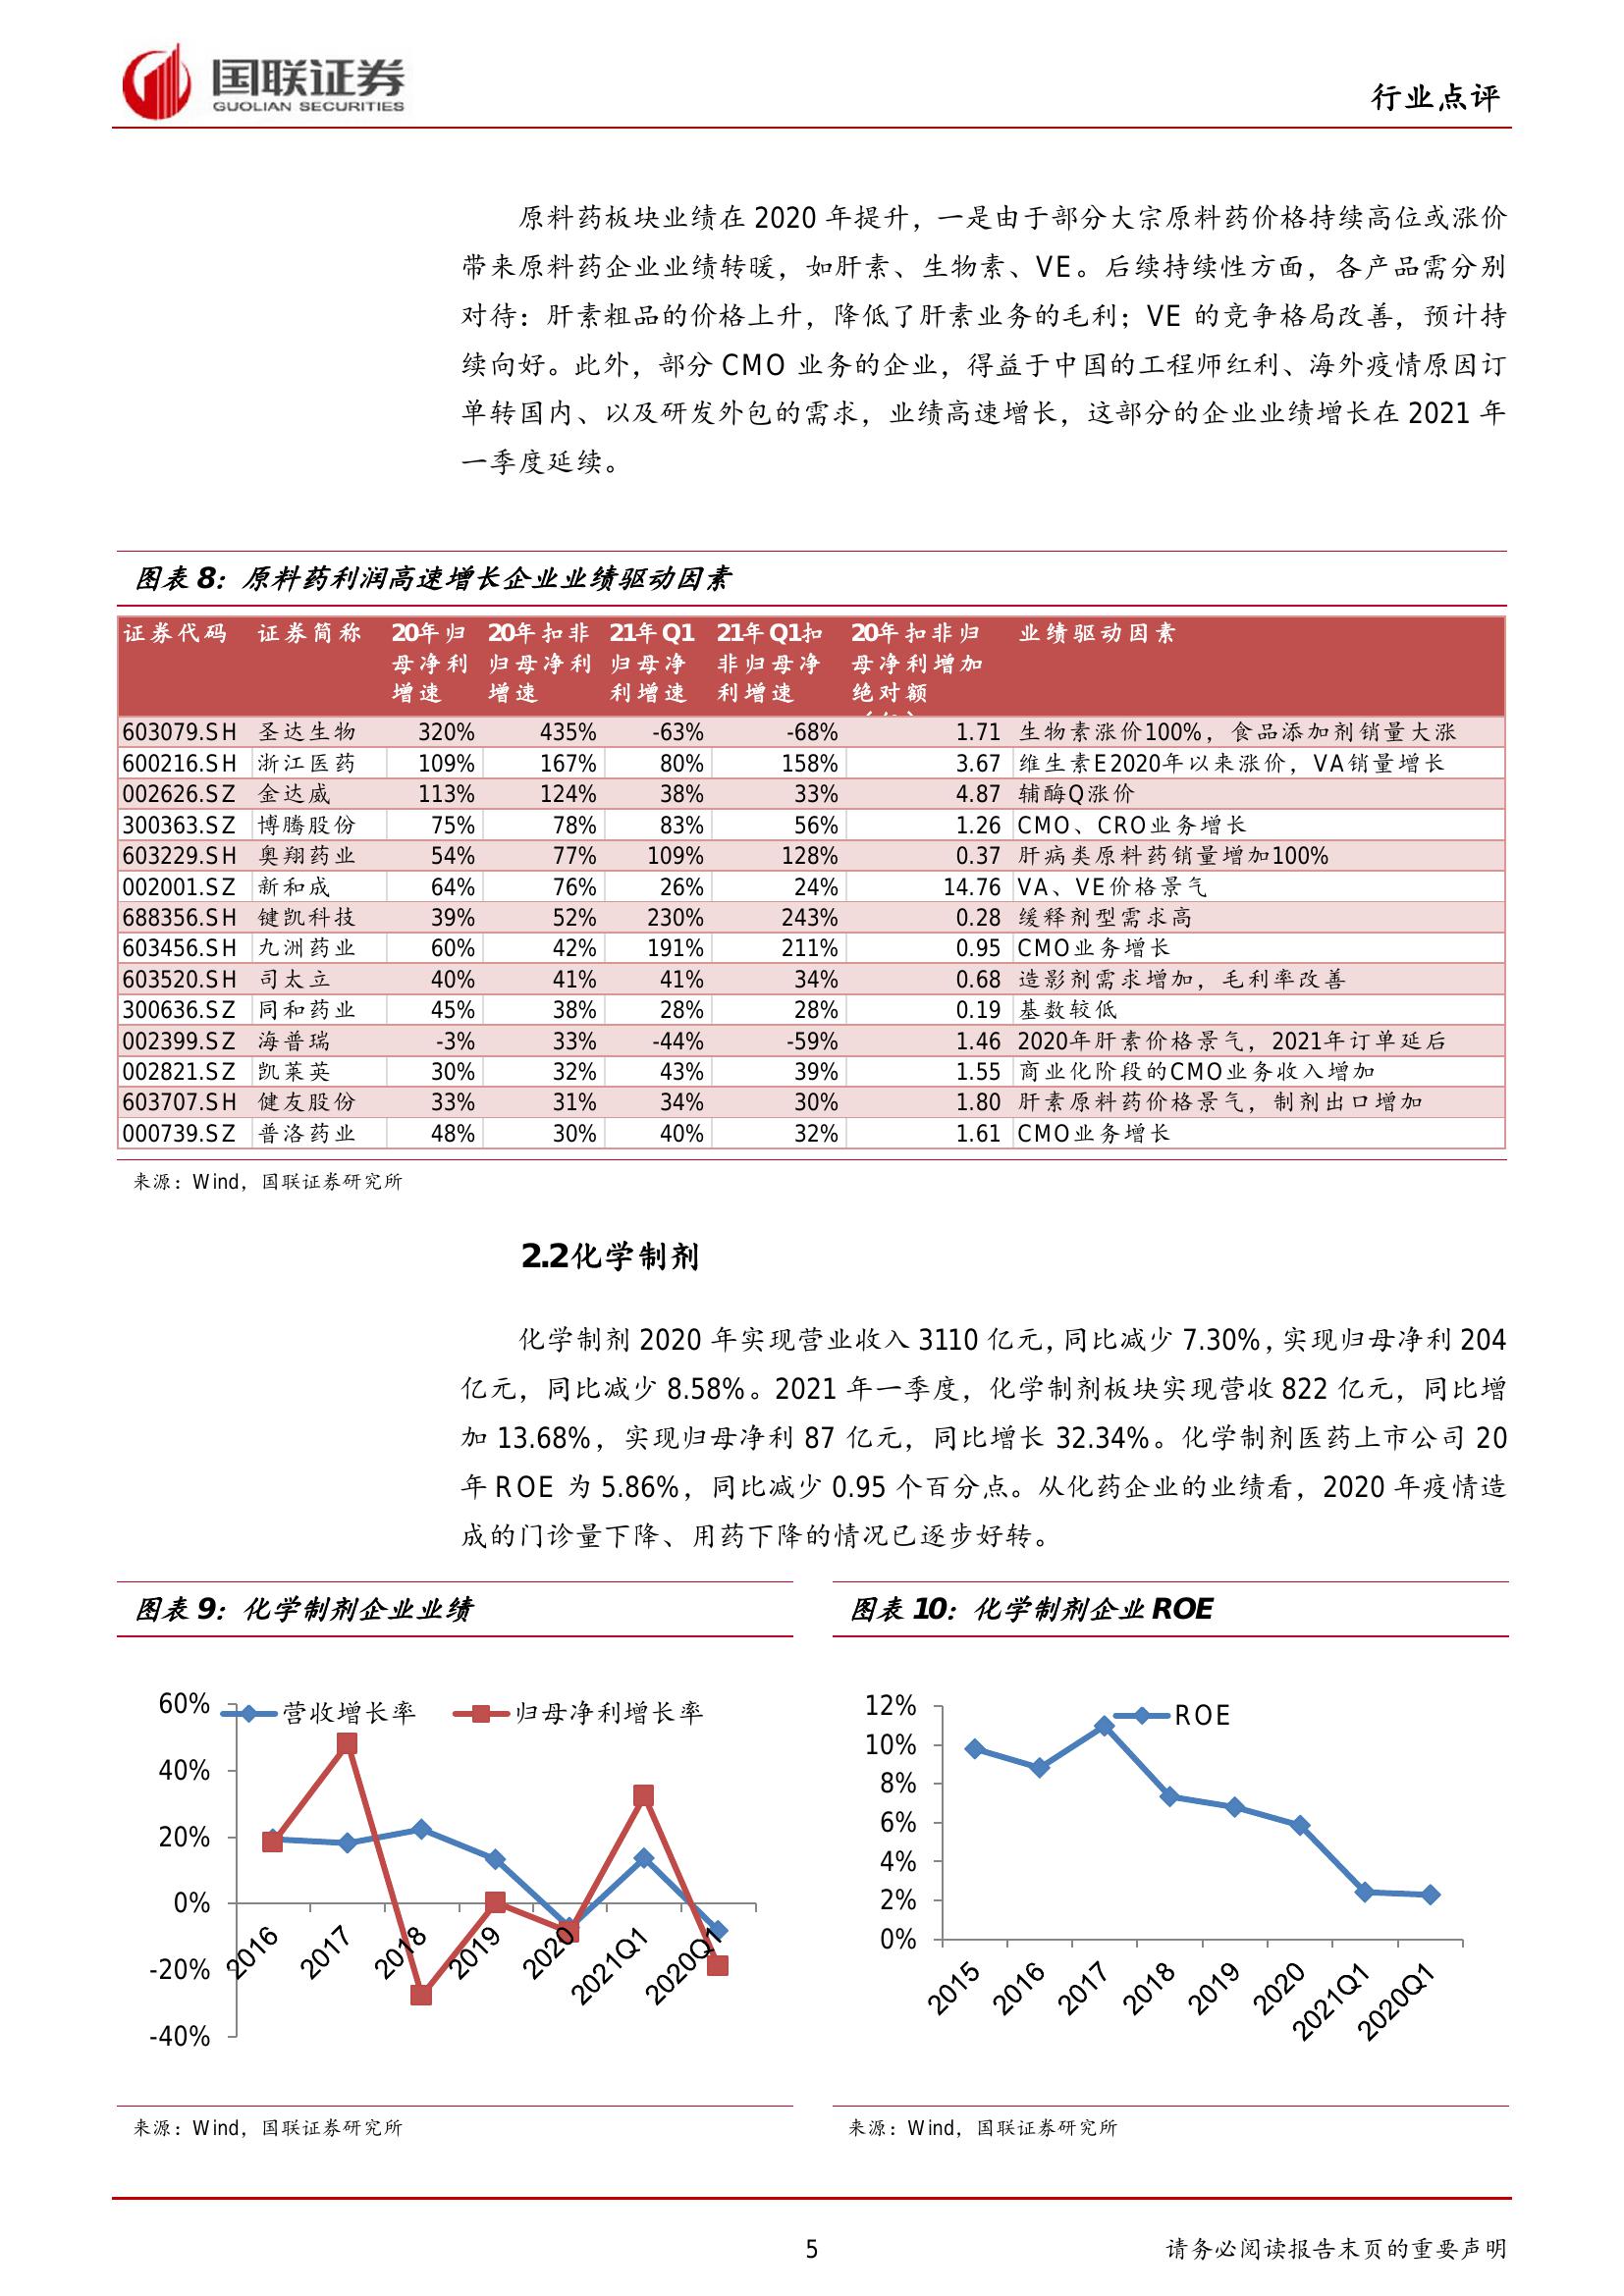 国联证券
GUOLIAN SECURITIES
行业点评
原料药板块业绩在 2020 年提升，一是由于部分大宗原料药价格持续高位或涨价
带来原料药企业业绩转暖，如肝素、生物素、VE。后续持续性方面，各产品需分别
对待：肝素粗品的价格上升，降低了肝素业务的毛利；VE 的竞争格局改善，预计持
续向好。此外，部分 CMO 业务的企业，得益于中国的工程师红利、海外疫情原因订
单转国内、以及研发外包的需求，业绩高速增长，这部分的企业业绩增长在 2021 年
一季度延续。
图表 8：原料药利润高速增长企业业绩驱动因素
证券代码 证券简称 20年归母净利增速 20年扣非归母净利增速 21年Q1归母净利增速 21年Q1扣非归母净利增速 20年扣非归母净利增加绝对额 业绩驱动因素
603079.SH 圣达生物 320% 435% -63% -68% 1.71 生物素涨价100%，食品添加剂销量大涨
600216.SH 浙江医药 109% 167% 80% 158% 3.67 维生素E2020年以来涨价，VA销量增长
002626.SZ 金达威 113% 124% 38% 33% 4.87 辅酶Q涨价
300363.SZ 博腾股份 75% 78% 83% 56% 1.26 CMO、CRO业务增长
603229.SH 奥翔药业 54% 77% 109% 128% 0.37 肝病类原料药销量增加100%
002001.SZ 新和成 64% 76% 26% 24% 14.76 VA、VE价格景气
688356.SH 键凯科技 39% 52% 230% 243% 0.28 缓释剂型需求高
603456.SH 九洲药业 60% 42% 191% 211% 0.95 CMO业务增长
603520.SH 司太立 40% 41% 41% 34% 0.68 造影剂需求增加，毛利率改善
300636.SZ 同和药业 45% 38% 28% 28% 0.19 基数较低
002399.SZ 海普瑞 -3% 33% -44% -59% 1.46 2020年肝素价格景气，2021年订单延后
002821.SZ 凯莱英 30% 32% 43% 39% 1.55 商业化阶段的CMO业务收入增加
603707.SH 健友股份 33% 31% 34% 30% 1.80 肝素原料药价格景气，制剂出口增加
000739.SZ 普洛药业 48% 30% 40% 32% 1.61 CMO业务增长
来源：Wind，国联证券研究所
2.2化学制剂
化学制剂 2020 年实现营业收入 3110 亿元，同比减少 7.30%，实现归母净利 204
亿元，同比减少 8.58%。2021 年一季度，化学制剂板块实现营收 822 亿元，同比增
加 13.68%，实现归母净利 87 亿元，同比增长 32.34%。化学制剂医药上市公司 20
年 ROE 为 5.86%，同比减少 0.95 个百分点。从化药企业的业绩看，2020 年疫情造
成的门诊量下降、用药下降的情况已逐步好转。
图表 9：化学制剂企业业绩
营收增长率 归母净利增长率
60%
40%
20%
0%
-20%
-40%
2016 2017 2018 2019 2020 2021Q1 2020Q1
来源：Wind，国联证券研究所
图表 10：化学制剂企业 ROE
ROE
12%
10%
8%
6%
4%
2%
0%
2015 2016 2017 2018 2019 2020 2021Q1 2020Q1
来源：Wind，国联证券研究所
5
请务必阅读报告末页的重要声明